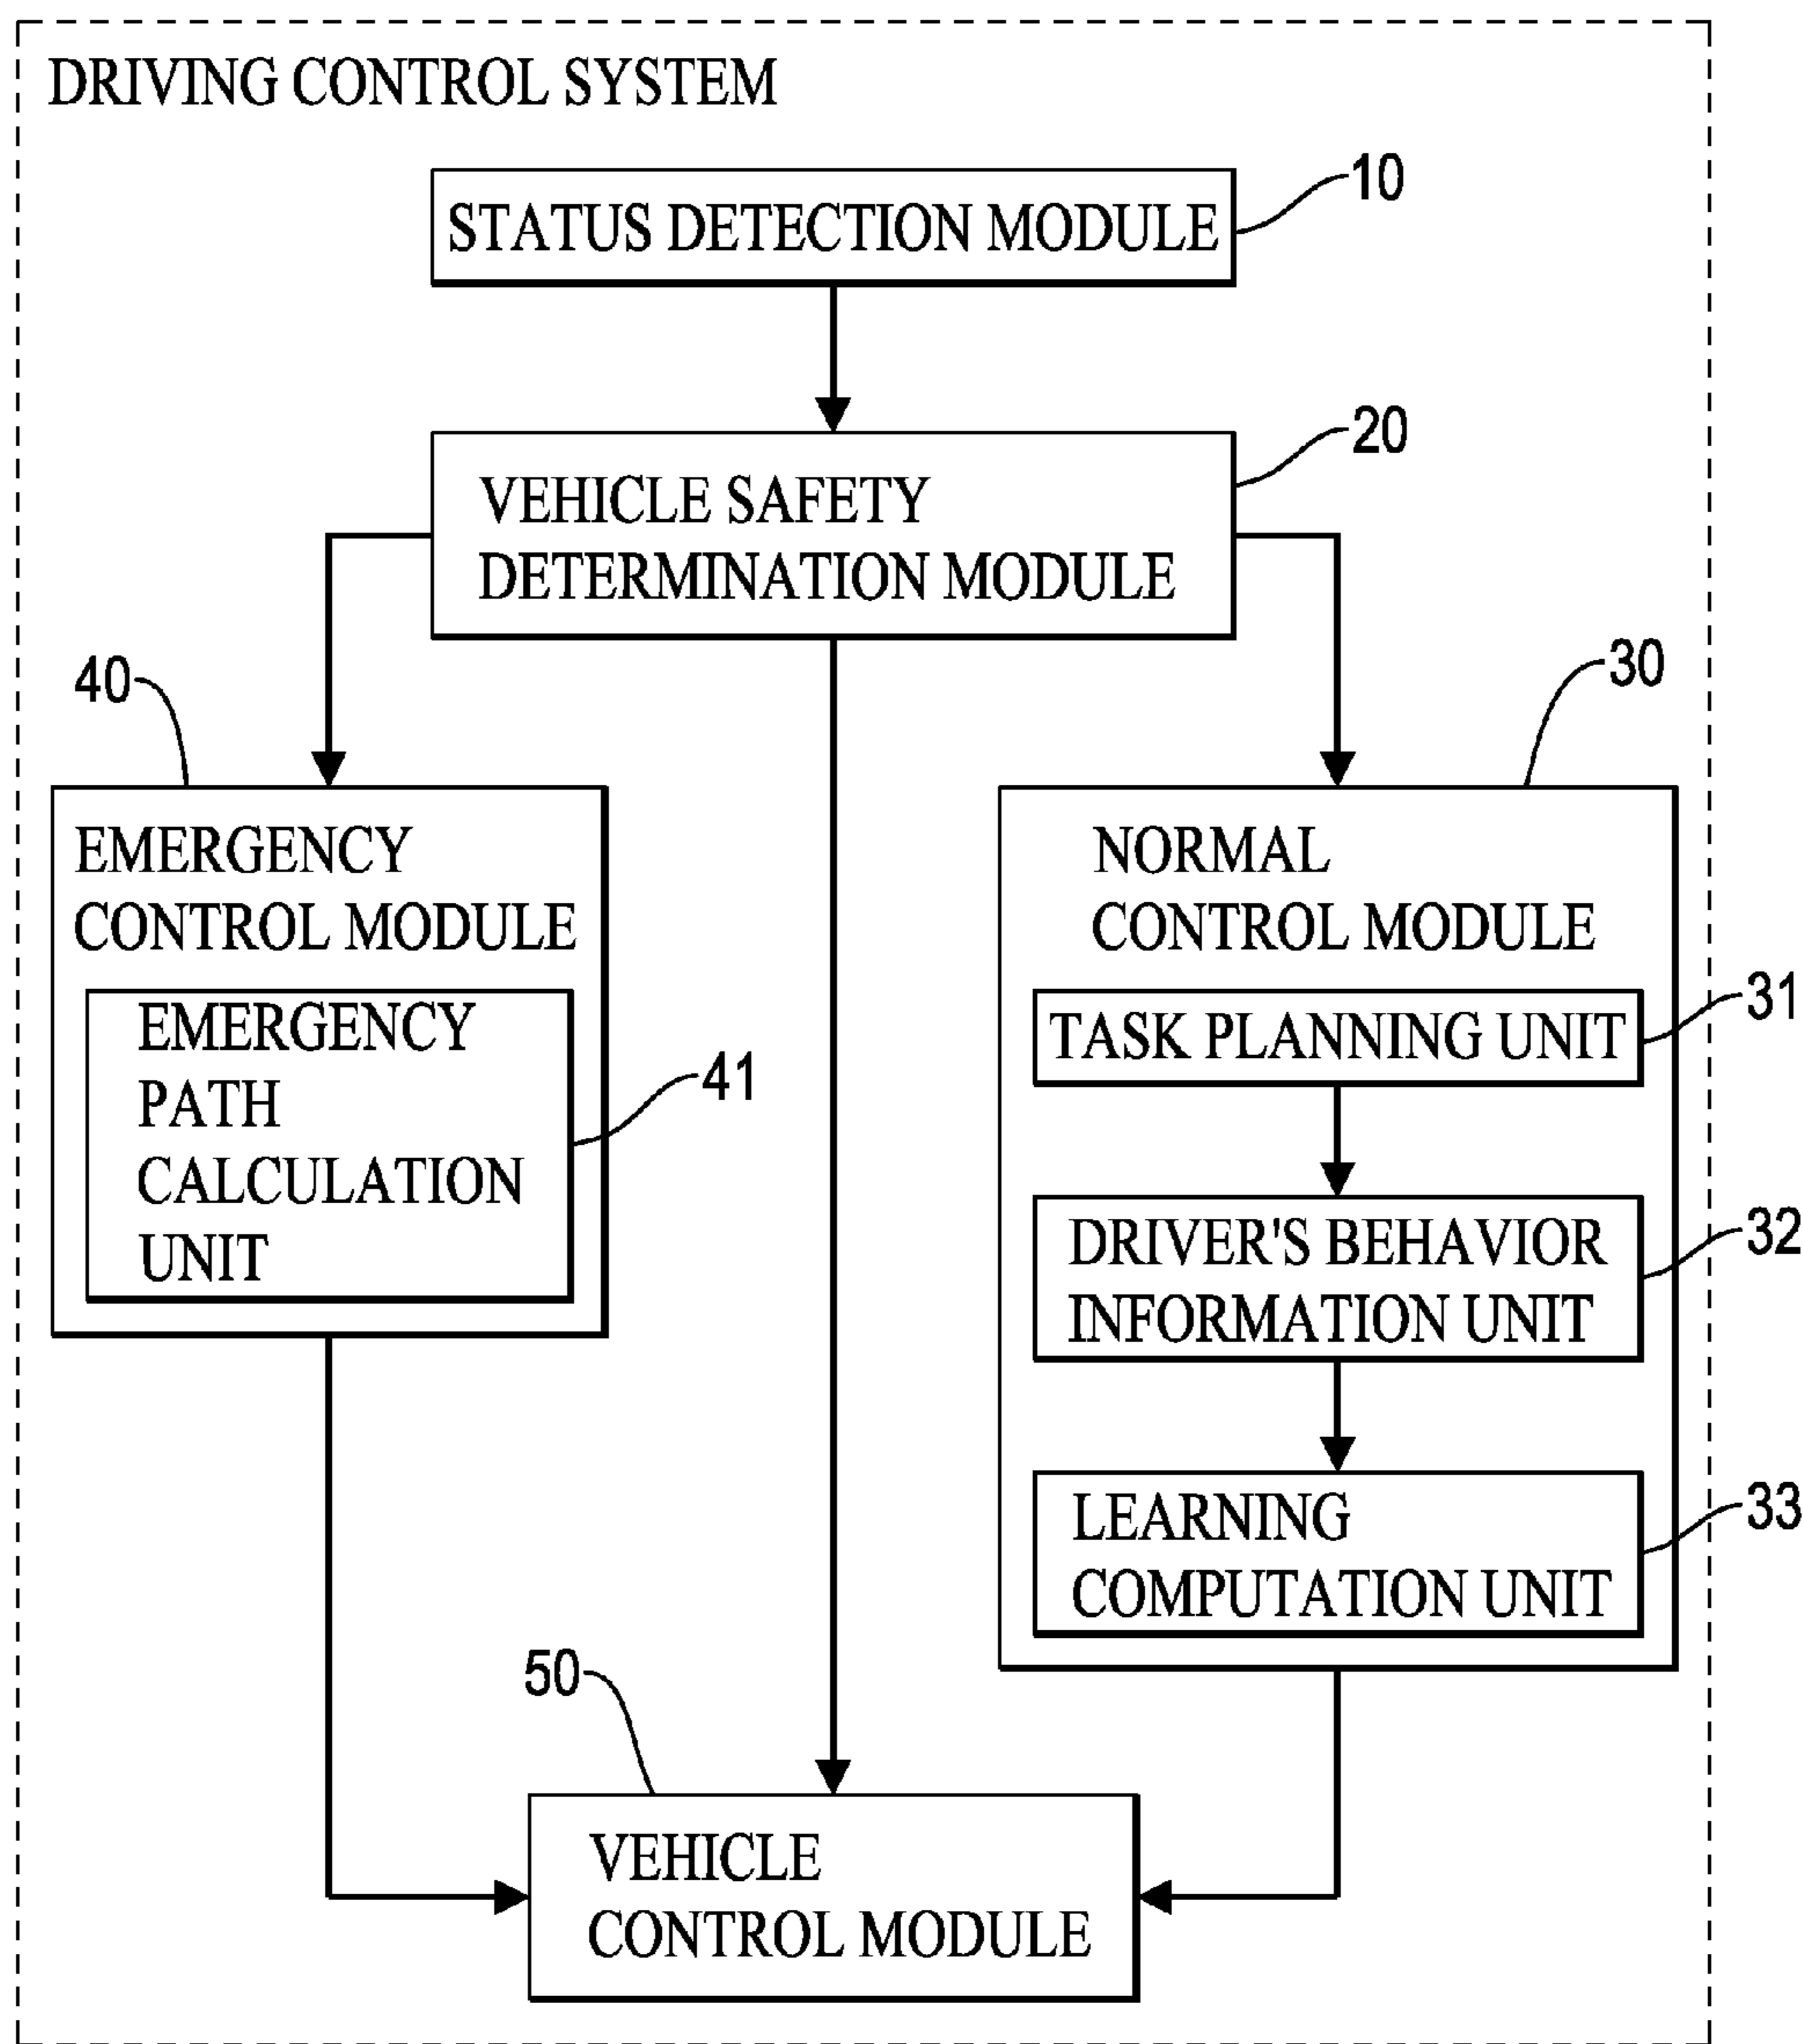 DRIVING CONTROL SYSTEM
10
STATUS DETECTION MODULE
20
VEHICLE SAFETY
DETERMINATION MODULE
40
30
EMERGENCY
CONTROL MODULE
EMERGENCY
PATH
CALCULATION
UNIT
41
NORMAL
CONTROL MODULE
31
TASK PLANNING UNIT
32
DRIVER'S BEHAVIOR
INFORMATION UNIT
33
LEARNING
COMPUTATION UNIT
50
VEHICLE
CONTROL MODULE